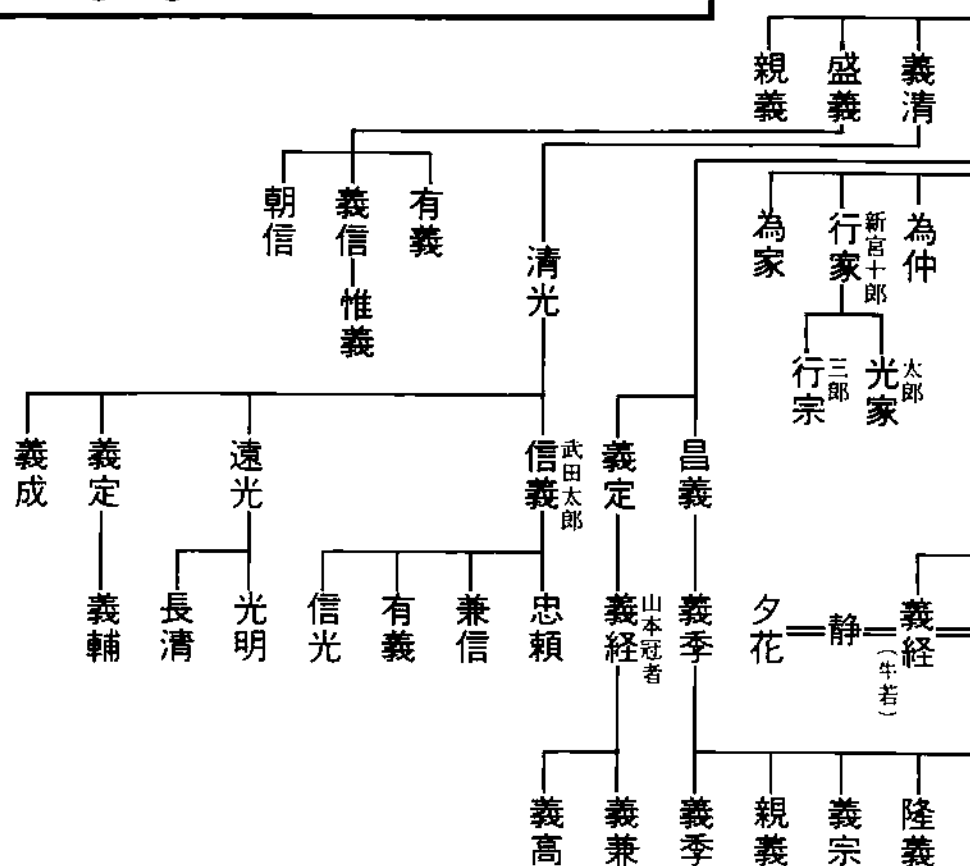 義清
盛義
親義
有義
義信
朝信
惟義
清光
為仲
行家
新宮十郎
為家
光家
太郎
行宗
三郎
昌義
義定
信義
武田太郎
遠光
義定
義成
義経
(牛若)
静
夕花
義季
義経
山本冠者
忠頼
兼信
有義
信光
光明
長清
義輔
隆義
義宗
親義
義季
義兼
義高